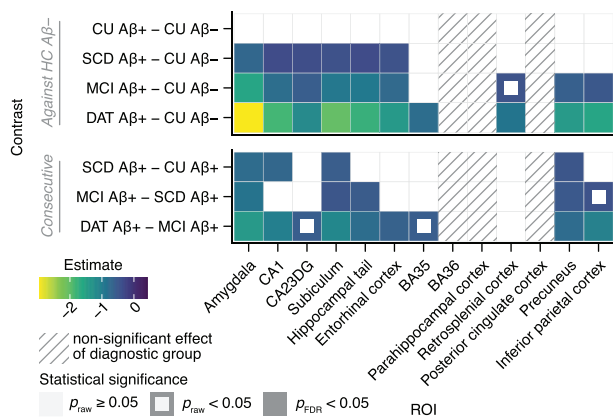 Contrast
Against HC Aβ−
CU Aβ+ − CU Aβ−
SCD Aβ+ − CU Aβ−
MCI Aβ+ − CU Aβ−
DAT Aβ+ − CU Aβ−
Consecutive
SCD Aβ+ − CU Aβ+
MCI Aβ+ − SCD Aβ+
DAT Aβ+ − MCI Aβ+
Amygdala
CA1
CA23DG
Subiculum
Hippocampal tail
Entorhinal cortex
BA35
BA36
Parahippocampal cortex
Retrosplenial cortex
Posterior cingulate cortex
Precuneus
Inferior parietal cortex
Estimate
−2 −1 0
non-significant effect
of diagnostic group
Statistical significance
p raw ≥ 0.05 p raw < 0.05 p FDR < 0.05
ROI